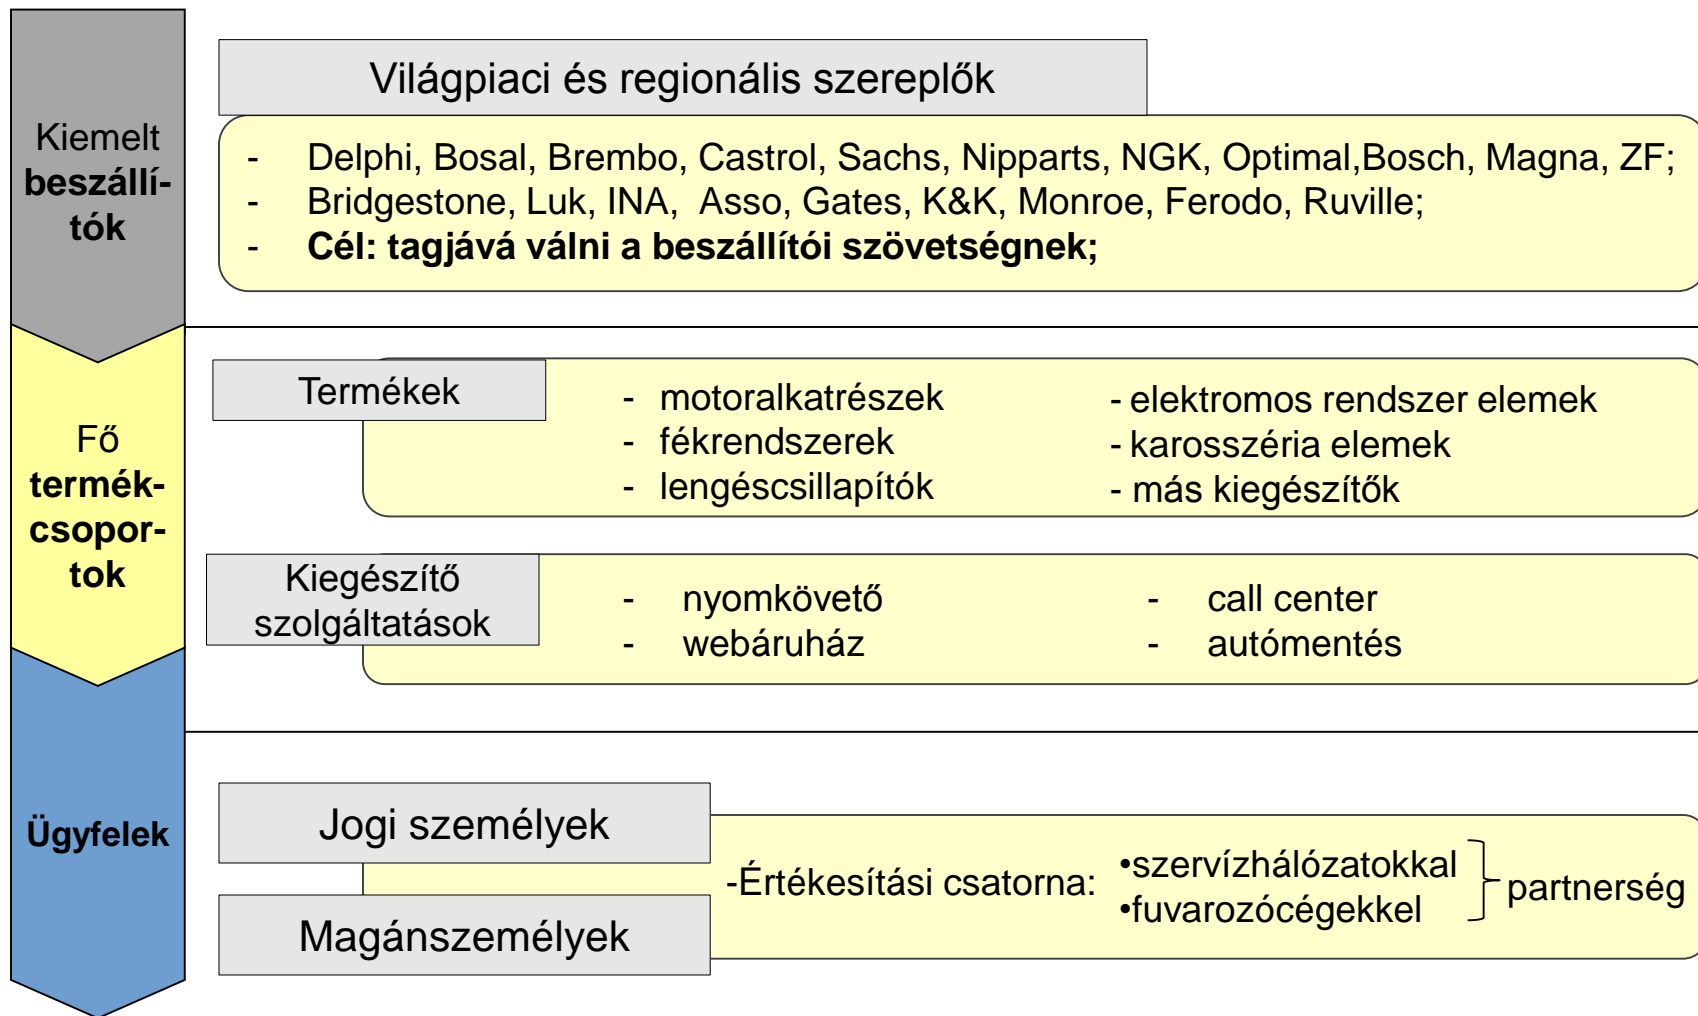 Kiemelt
beszállí-
tók
Világpiaci és regionális szereplők
- Delphi, Bosal, Brembo, Castrol, Sachs, Nipparts, NGK, Optimal,Bosch, Magna, ZF;
- Bridgestone, Luk, INA, Asso, Gates, K&K, Monroe, Ferodo, Ruville;
- Cél: tagjává válni a beszállítói szövetségnek;
Fő
termék-
csopor-
tok
Termékek
- motoralkatrészek
- fékrendszerek
- lengéscsillapítók
- elektromos rendszer elemek
- karosszéria elemek
- más kiegészítők
Kiegészítő
szolgáltatások
- nyomkövető
- webáruház
- call center
- autómentés
Ügyfelek
Jogi személyek
Magánszemélyek
-Értékesítási csatorna:
•szervízhálózatokkal
•fuvarozócégekkel
partnerség